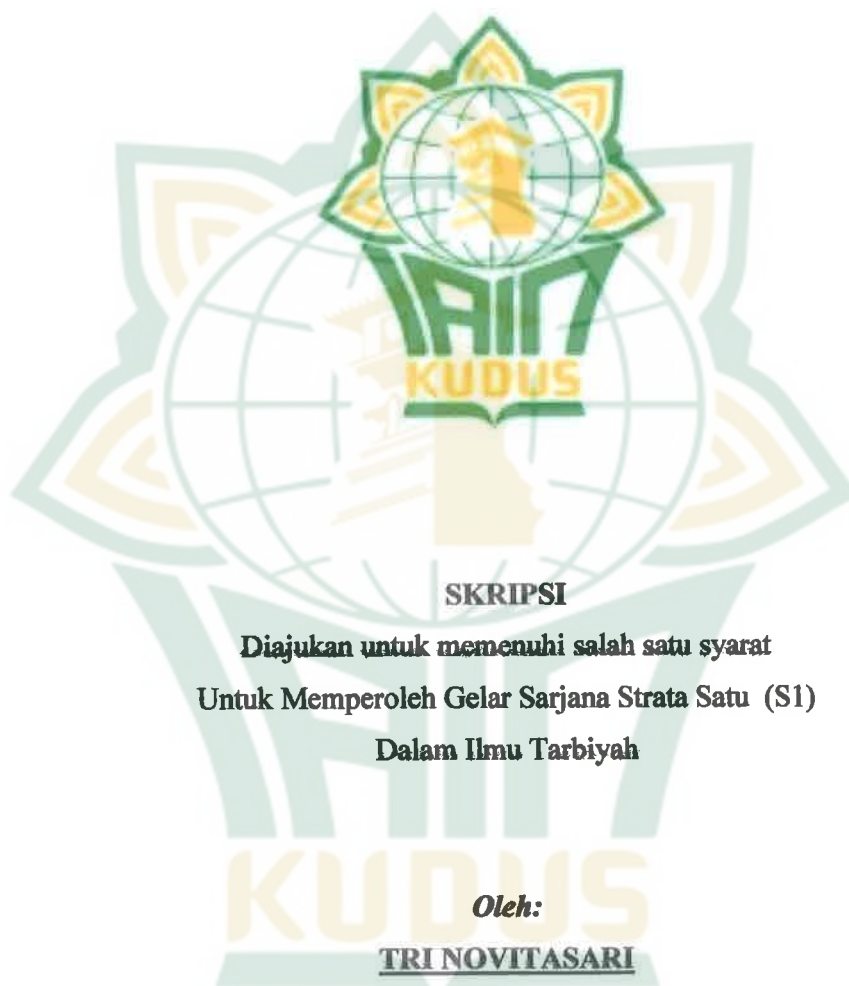 IAIN
KUDUS
SKRIPSI
Diajukan untuk memenuhi salah satu syarat
Untuk Memperoleh Gelar Sarjana Strata Satu (S1)
Dalam Ilmu Tarbiyah
IAIN
KUDUS
Oleh:
TRI NOVITASARI